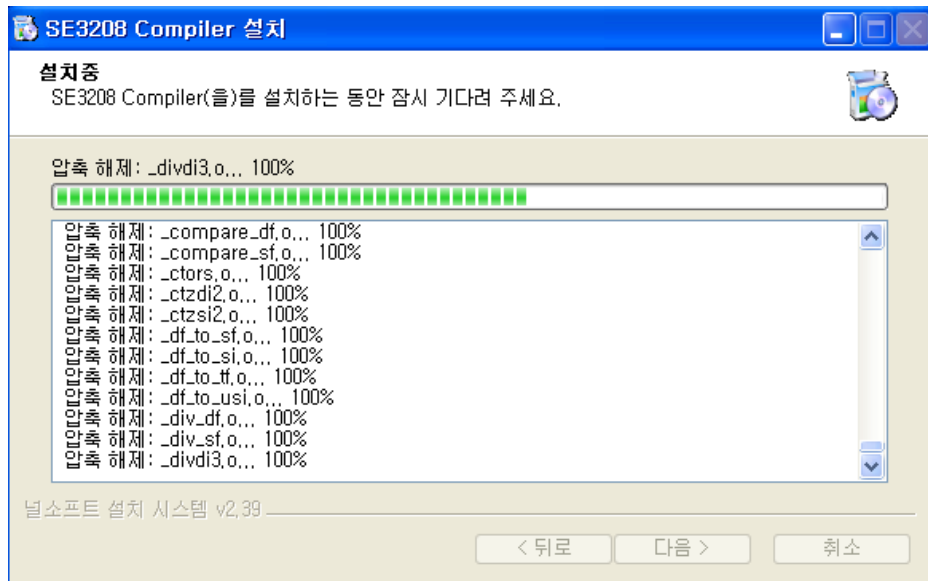 SE3208 Compiler 설치
설치중
SE3208 Compiler(을)를 설치하는 동안 잠시 기다려 주세요.
압축 해제: _divdi3.o... 100%
압축 해제: _compare_df.o... 100%
압축 해제: _compare_sf.o... 100%
압축 해제: _ctors.o... 100%
압축 해제: _ctzdi2.o... 100%
압축 해제: _ctzsi2.o... 100%
압축 해제: _df_to_sf.o... 100%
압축 해제: _df_to_si.o... 100%
압축 해제: _df_to_tf.o... 100%
압축 해제: _df_to_usi.o... 100%
압축 해제: _div_df.o... 100%
압축 해제: _div_sf.o... 100%
압축 해제: _divdi3.o... 100%
널소프트 설치 시스템 v2.39
< 뒤로 다음 > 취소